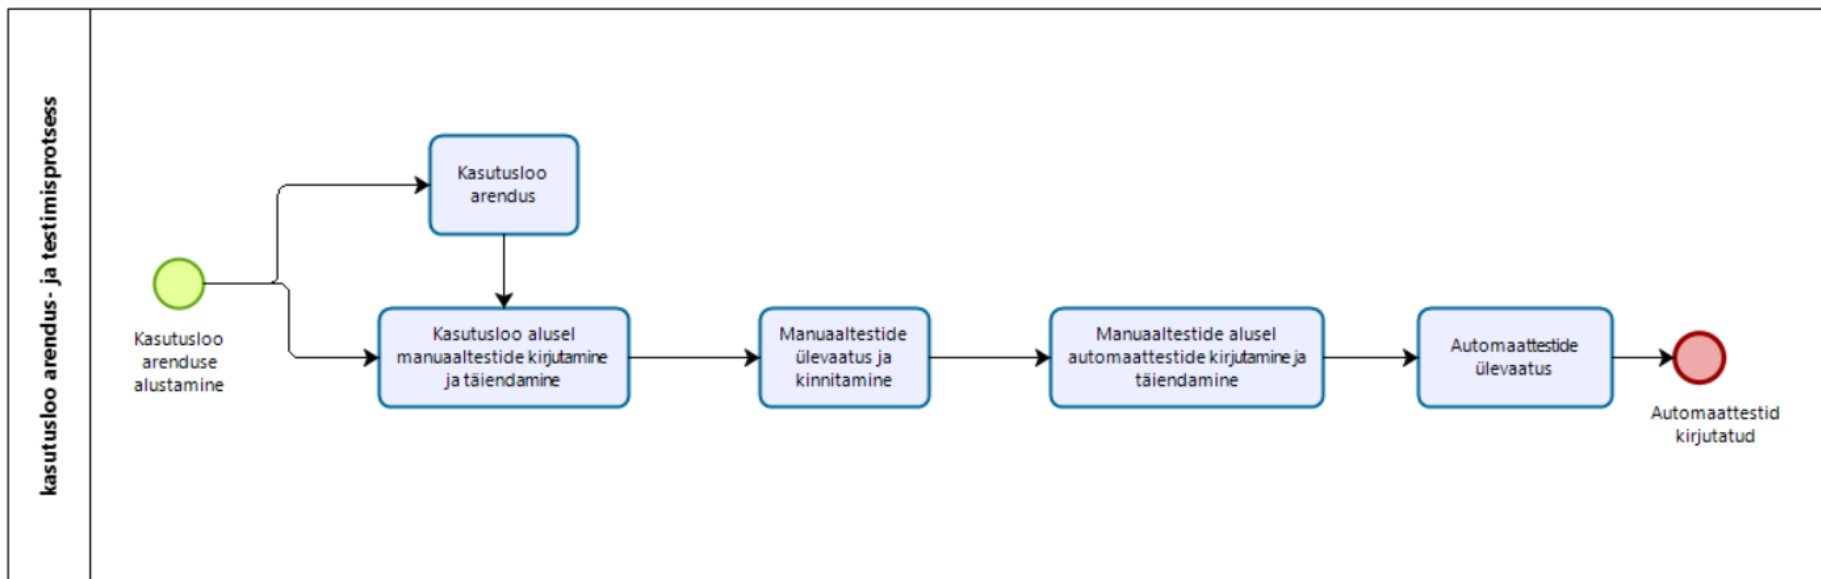 kasutusloo arendus- ja testimisprotsess
Kasutusloo
arenduse
alustamine
Kasutusloo
arendus
Kasutusloo alusel
manuaaltestide kirjutamine
ja täiendamine
Manuaaltestide
ülevaatus ja
kinnitamine
Manuaaltestide alusel
automaattestide kirjutamine ja
täiendamine
Automaattestide
ülevaatus
Automaattestid
kirjutatud